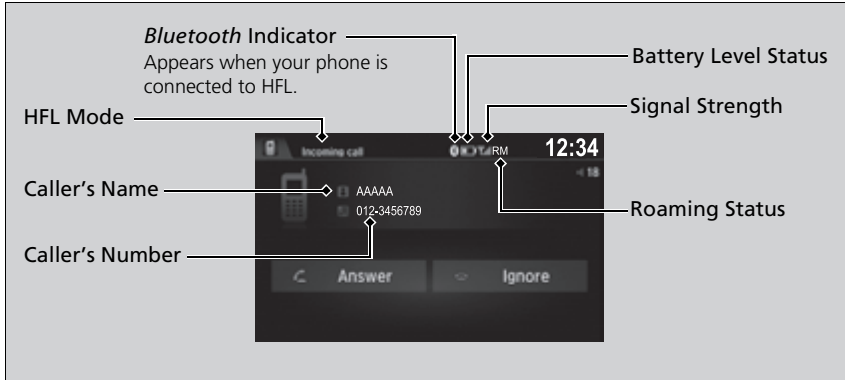 Bluetooth Indicator
Appears when your phone is
connected to HFL.
Battery Level Status
HFL Mode
Signal Strength
Incoming call
RM
12:34
18
Caller's Name
AAAAA
012-3456789
Roaming Status
Caller's Number
Answer
Ignore